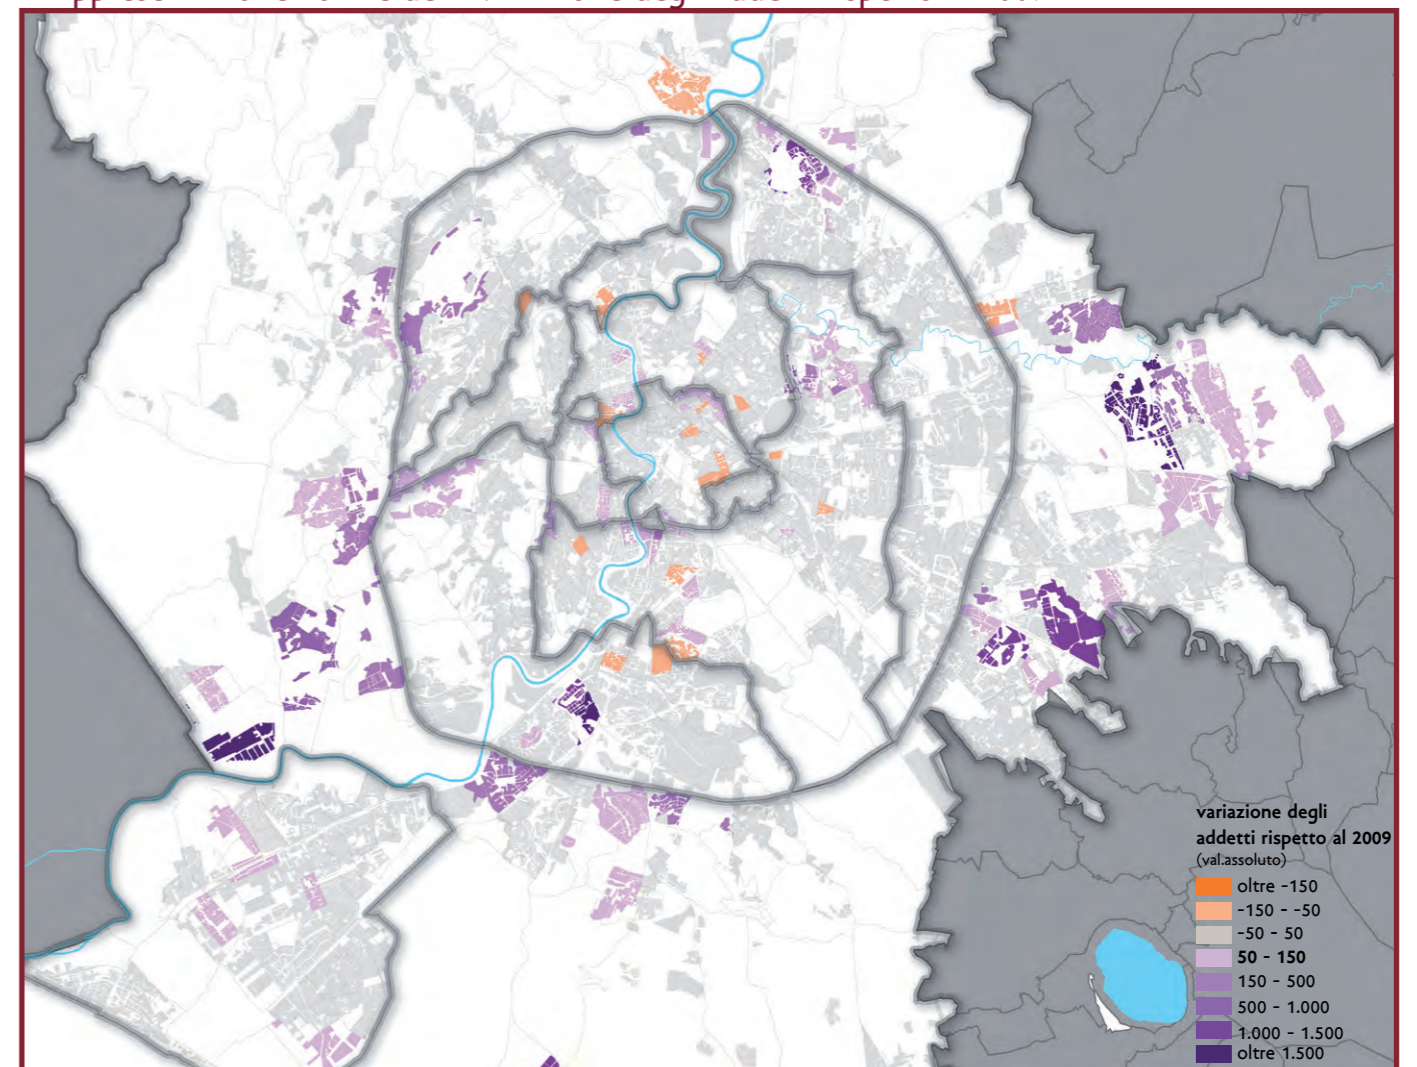 variazione degli
addetti rispetto al 2009
(val.assoluto)
oltre -150
-150 - -50
-50 - 50
50 - 150
150 - 500
500 - 1.000
1.000 - 1.500
oltre 1.500